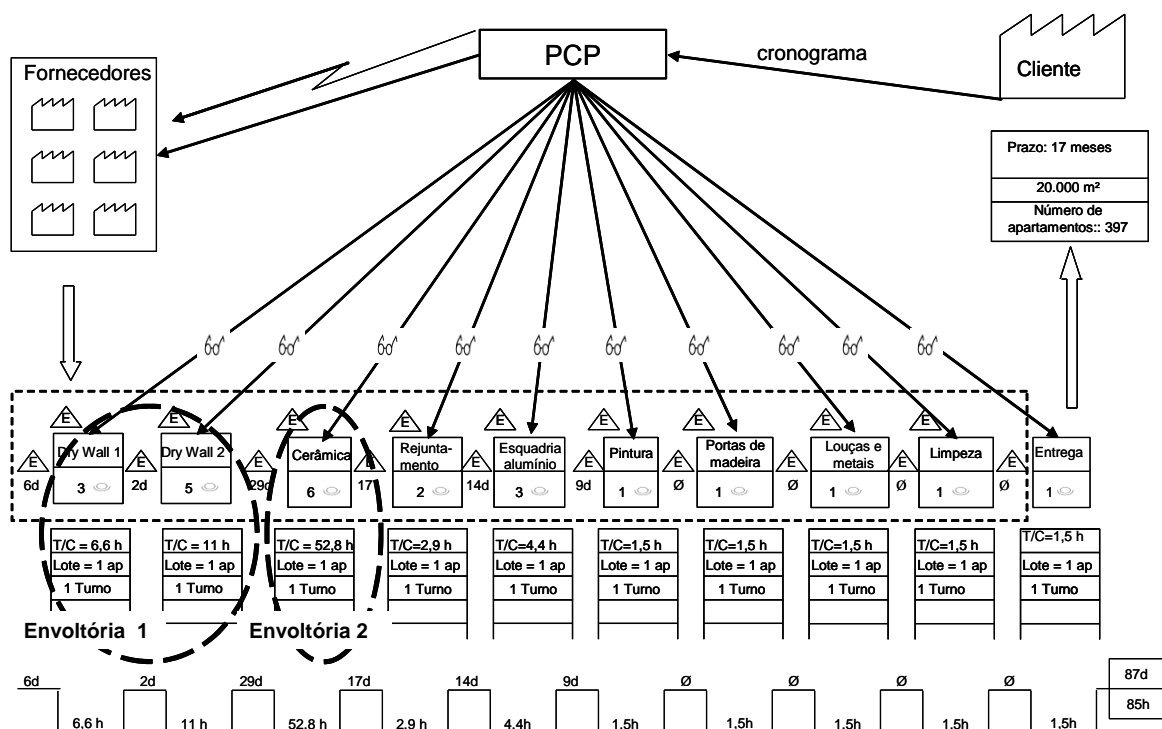 PCP
cronograma
Cliente
Fornecedores
Prazo: 17 meses
20.000 m²
Número de
apartamentos:: 397
E E E E E E E E E
Dry Wall 1
Dry Wall 2
Cerâmica
Rejunta-
mento
Esquadria
alumínio
Pintura
Portas de
madeira
Louças e
metais
Limpeza
Entrega
E E E E E E E E E E
6d 2d 29d 17 14d 9d Ø Ø Ø Ø
3 5 6 2 3 1 1 1 1 1
T/C = 6,6 h
Lote = 1 ap
1 Turno
T/C = 11 h
Lote = 1 ap
1 Turno
T/C = 52,8 h
Lote = 1 ap
1 Turno
T/C=2,9 h
Lote = 1 ap
1 Turno
T/C=4,4 h
Lote = 1 ap
1 Turno
T/C=1,5 h
Lote = 1 ap
1 Turno
T/C=1,5 h
Lote = 1 ap
1 Turno
T/C=1,5 h
Lote = 1 ap
1 Turno
T/C=1,5 h
Lote = 1 ap
1 Turno
T/C=1,5 h
Lote = 1 ap
1 Turno
Envoltória 1
Envoltória 2
6d 2d 29d 17d 14d 9d Ø Ø Ø Ø 87d
85h
6,6 h 11 h 52,8 h 2,9 h 4,4h 1,5h 1,5h 1,5h 1,5h 1,5h